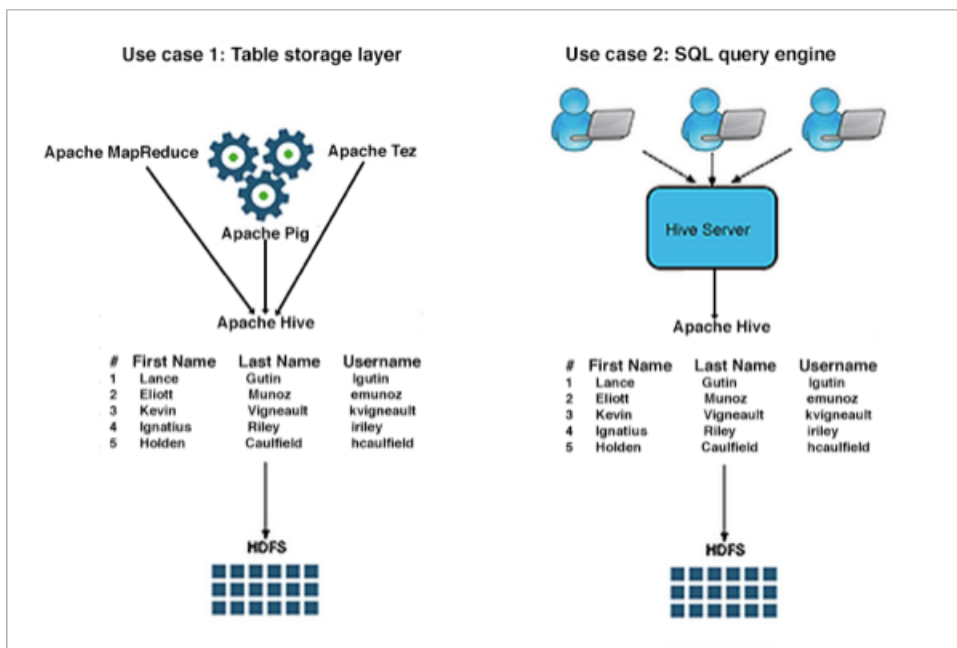 Use case 1: Table storage layer
Apache MapReduce
Apache Tez
Apache Pig
Apache Hive
# First Name Last Name Username
1 Lance Gutin lgutin
2 Eliott Munoz emunoz
3 Kevin Vigneault kvigneault
4 Ignatius Riley iriley
5 Holden Caulfield hcaulfield
HDFS
Use case 2: SQL query engine
Hive Server
Apache Hive
# First Name Last Name Username
1 Lance Gutin lgutin
2 Eliott Munoz emunoz
3 Kevin Vigneault kvigneault
4 Ignatius Riley iriley
5 Holden Caulfield hcaulfield
HDFS